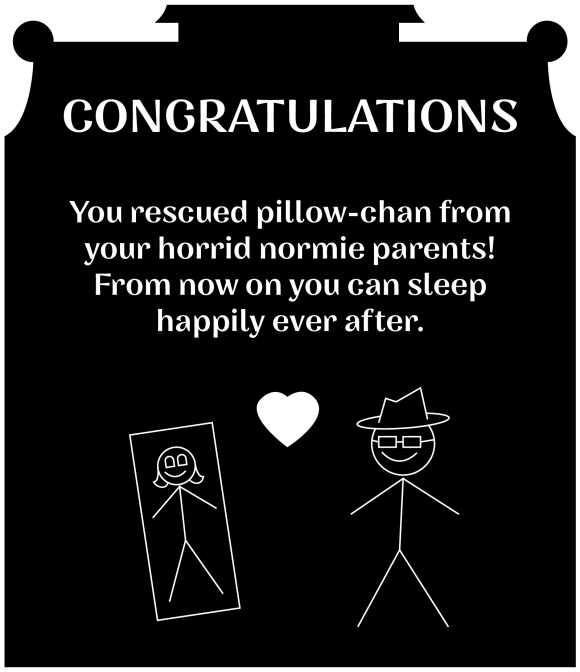 CONGRATULATIONS
You rescued pillow-chan from
your horrid normie parents!
From now on you can sleep
happily ever after.